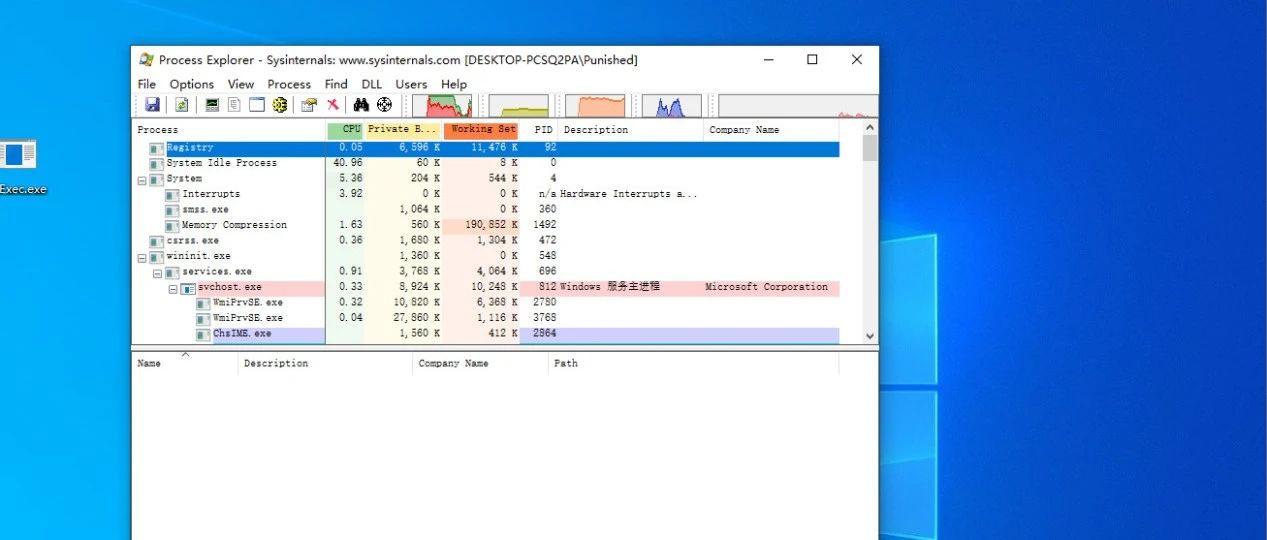 Process Explorer - Sysinternals: www.sysinternals.com [DESKTOP-PCSQ2PA\Punished]
File Options View Process Find DLL Users Help
Process CPU Private B... Working Set PID Description Company Name
Registry 0.05 6,596 K 11,476 K 92
System Idle Process 40.96 60 K 8 K 0
System 5.36 204 K 544 K 4
Interrupts 3.92 0 K 0 K n/a Hardware Interrupts a...
smss.exe 1,064 K 0 K 360
Memory Compression 1.63 560 K 190,852 K 1492
csrss.exe 0.36 1,680 K 1,304 K 472
wininit.exe 1,360 K 0 K 548
services.exe 0.91 3,768 K 4,064 K 696
svchost.exe 0.33 8,924 K 10,248 K 812 Windows 服务主进程 Microsoft Corporation
WmiPrvSE.exe 0.32 10,820 K 6,368 K 2780
WmiPrvSE.exe 0.04 27,860 K 1,116 K 3768
ChsIME.exe 1,560 K 412 K 2864
Exec.exe
Name Description Company Name Path